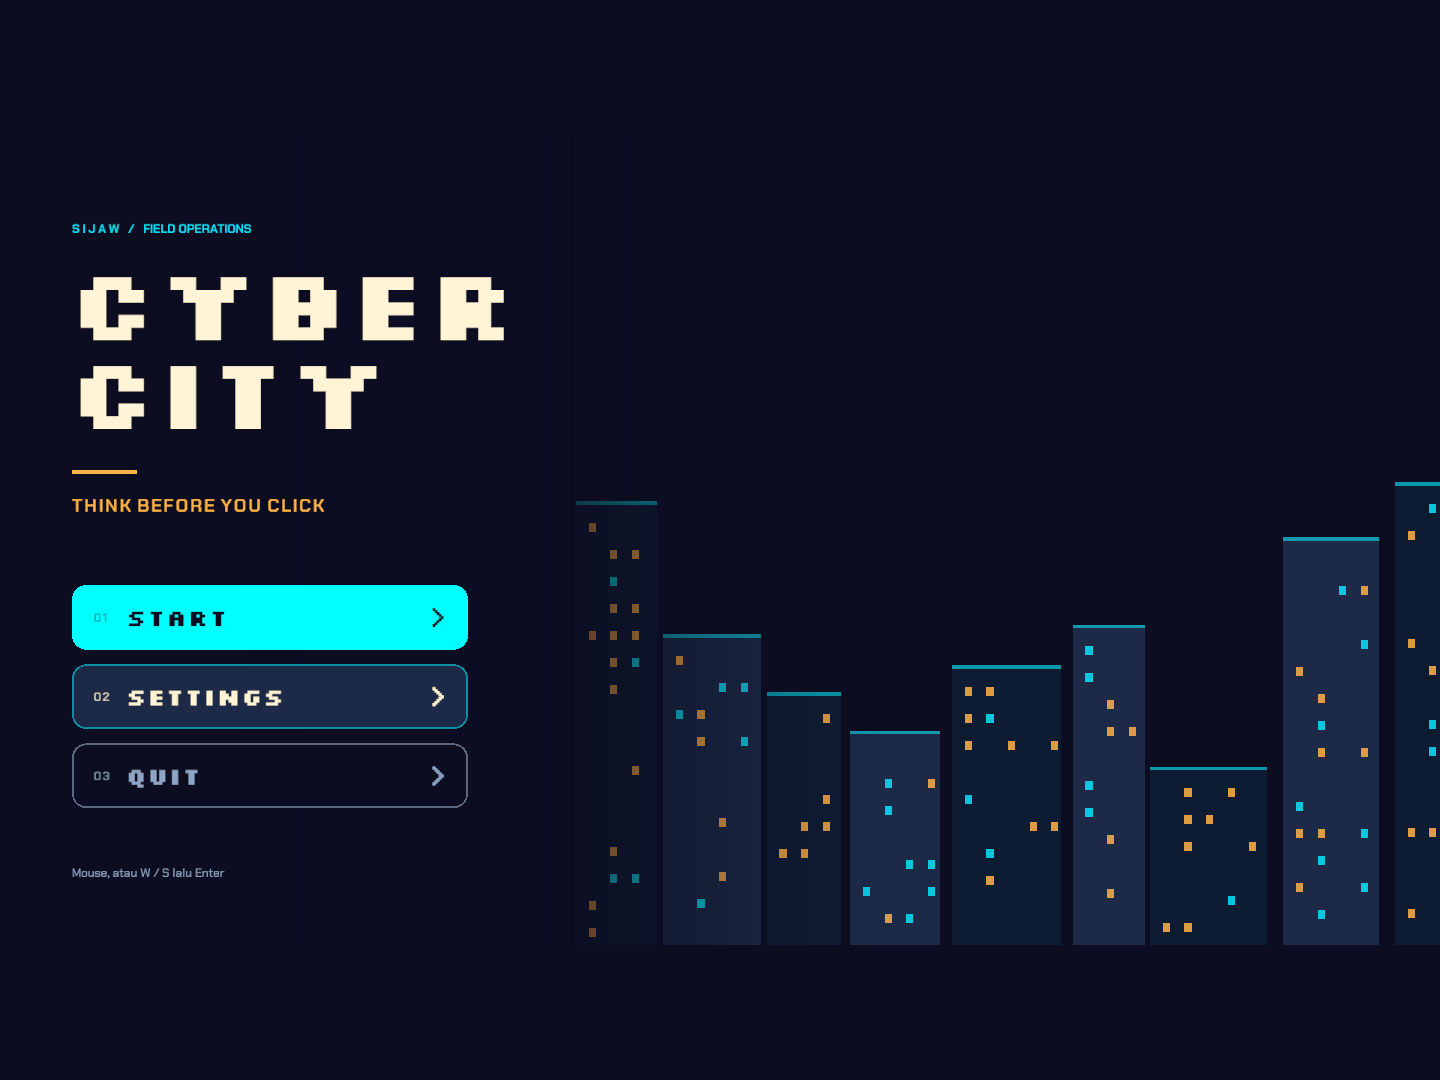 SIJAW / FIELD OPERATIONS
CYBER
CITY
THINK BEFORE YOU CLICK
01 START
02 SETTINGS
03 QUIT
Mouse, atau W / S lalu Enter